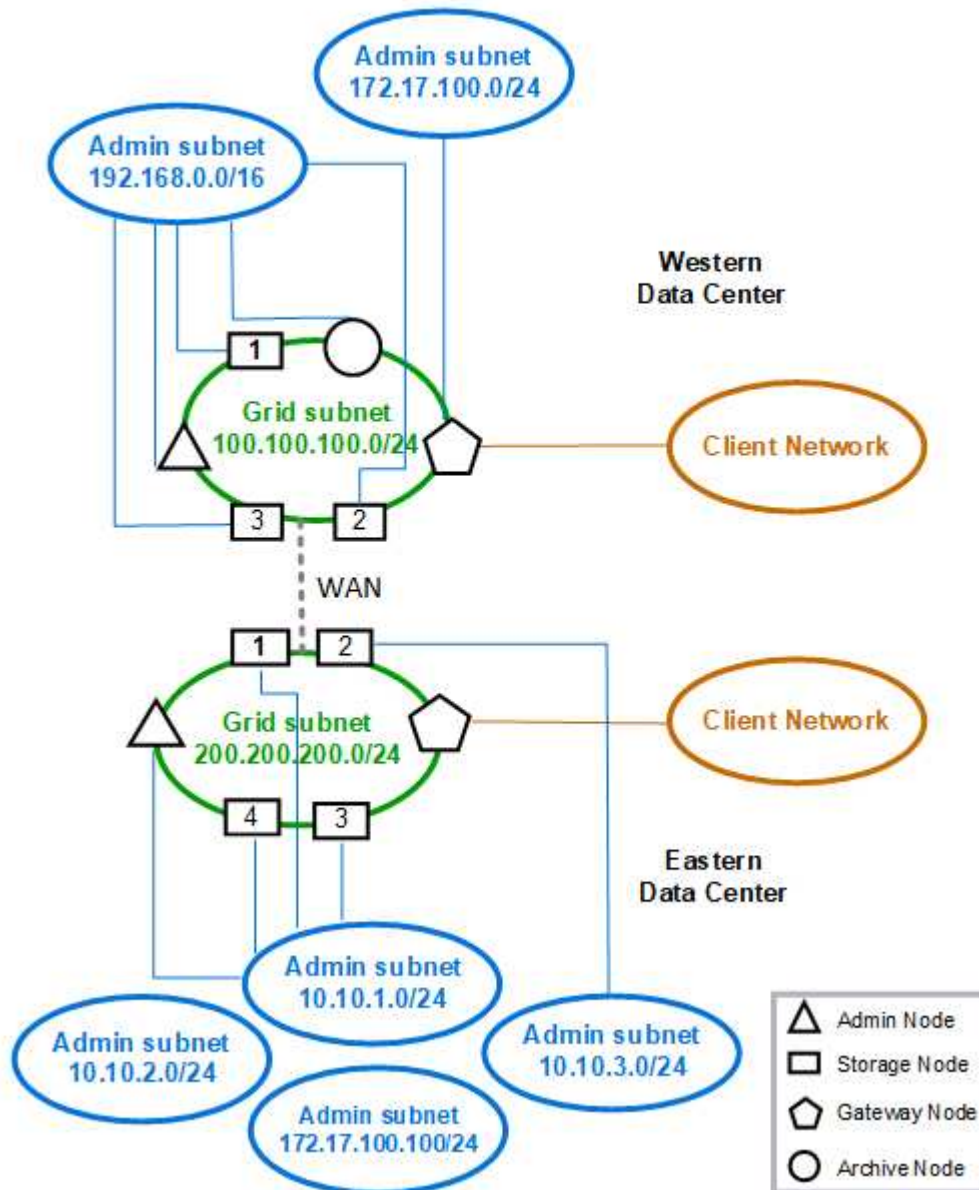 Admin subnet
172.17.100.0/24
Admin subnet
192.168.0.0/16
Western
Data Center
1
Grid subnet
100.100.100.0/24
Client Network
3
2
WAN
1
2
Grid subnet
200.200.200.0/24
Client Network
4
3
Eastern
Data Center
Admin subnet
10.10.1.0/24
Admin subnet
10.10.2.0/24
Admin subnet
10.10.3.0/24
Admin subnet
172.17.100.100/24
Admin Node
Storage Node
Gateway Node
Archive Node